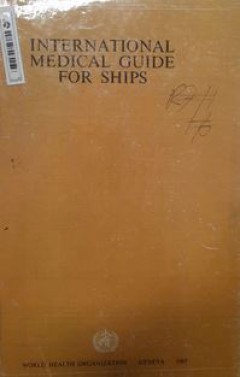 INTERNATIONAL
MEDICAL GUIDE
FOR SHIPS
WORLD HEALTH ORGANIZATION GENEVA